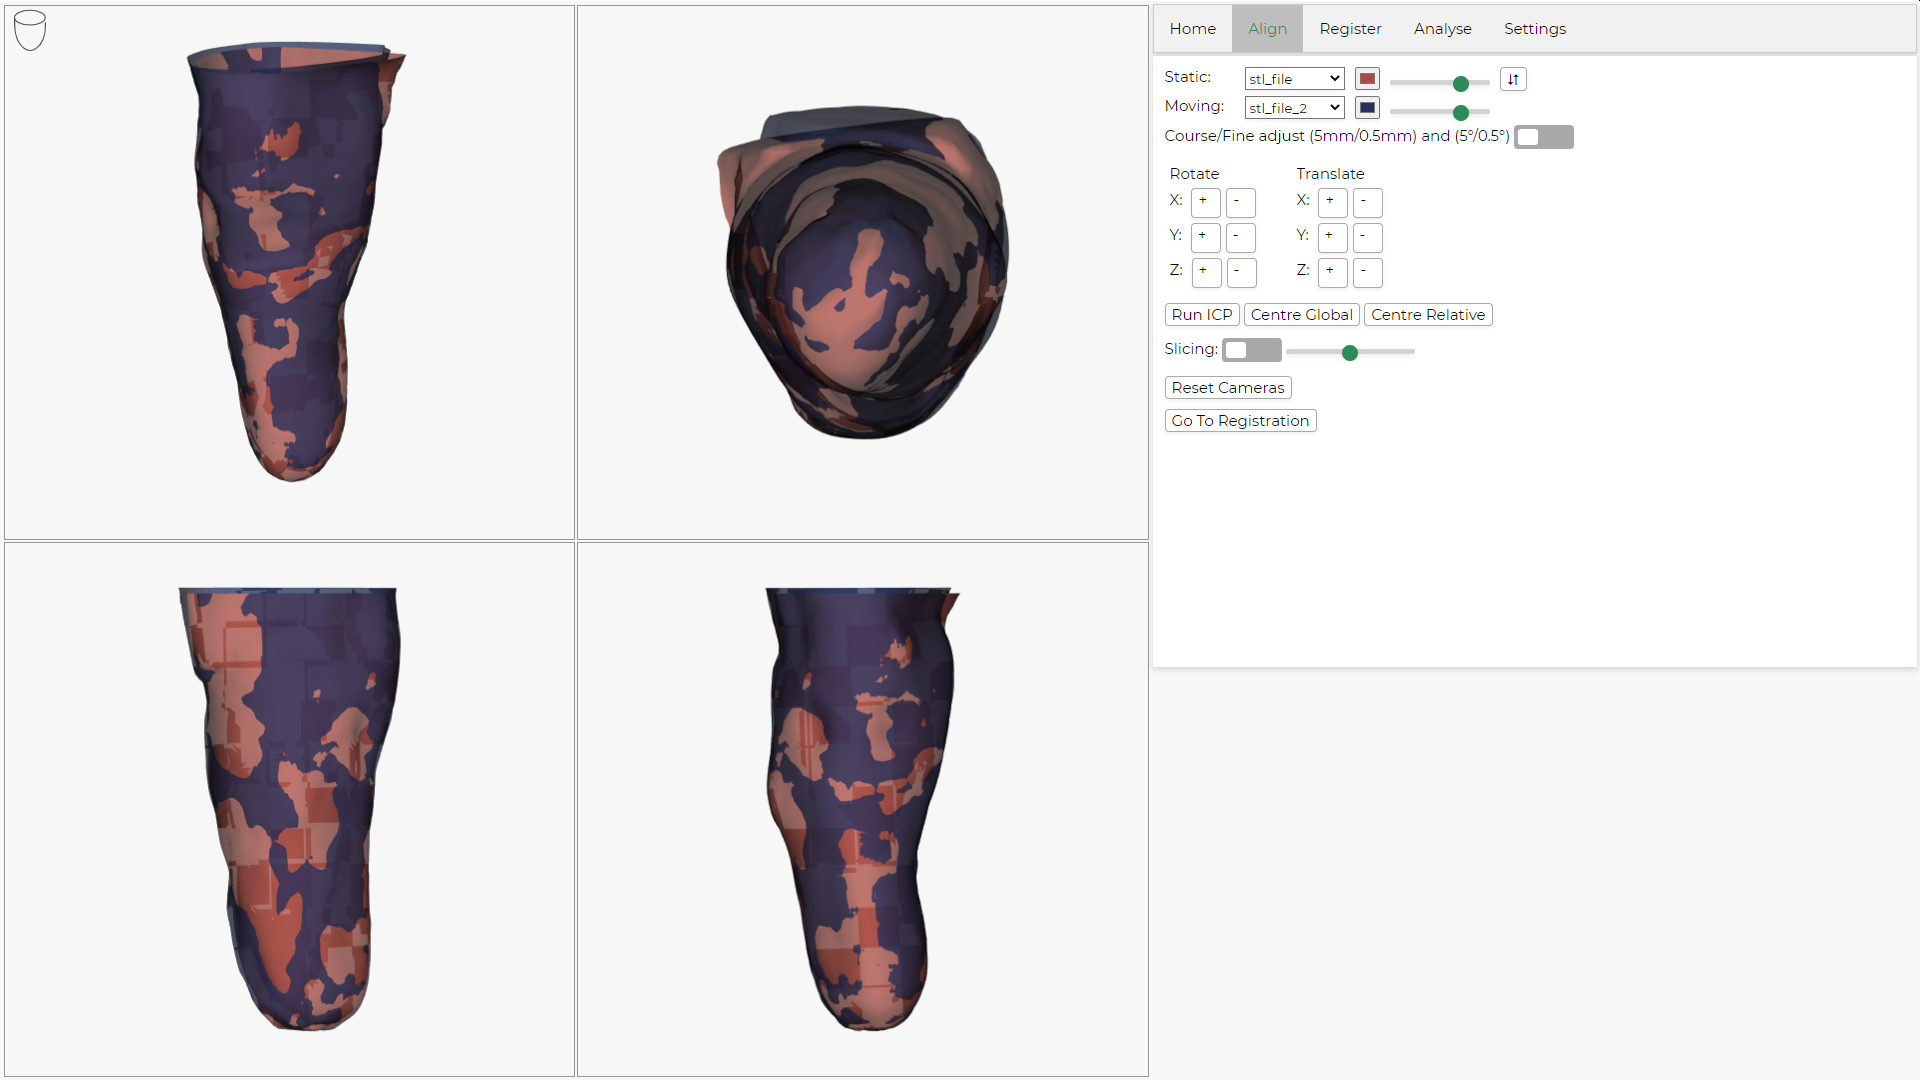 Home Align Register Analyse Settings
Static: stl_file
Moving: stl_file_2
Course/Fine adjust (5mm/0.5mm) and (5°/0.5°)
Rotate Translate
X: + - X: + -
Y: + - Y: + -
Z: + - Z: + -
Run ICP Centre Global Centre Relative
Slicing:
Reset Cameras
Go To Registration